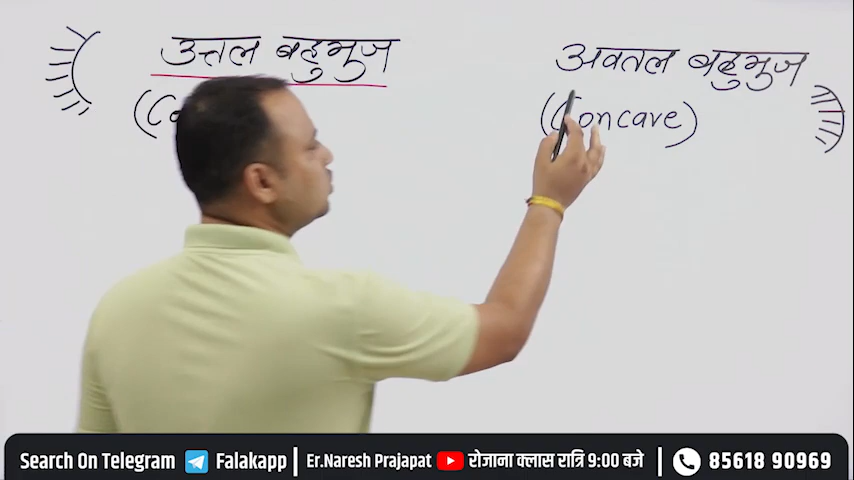 उत्तल बहुभुज
अवतल बहुभुज
(Concave)
Search On Telegram Falakapp | Er.Naresh Prajapat रोजाना क्लास रात्रि 9:00 बजे | 85618 90969